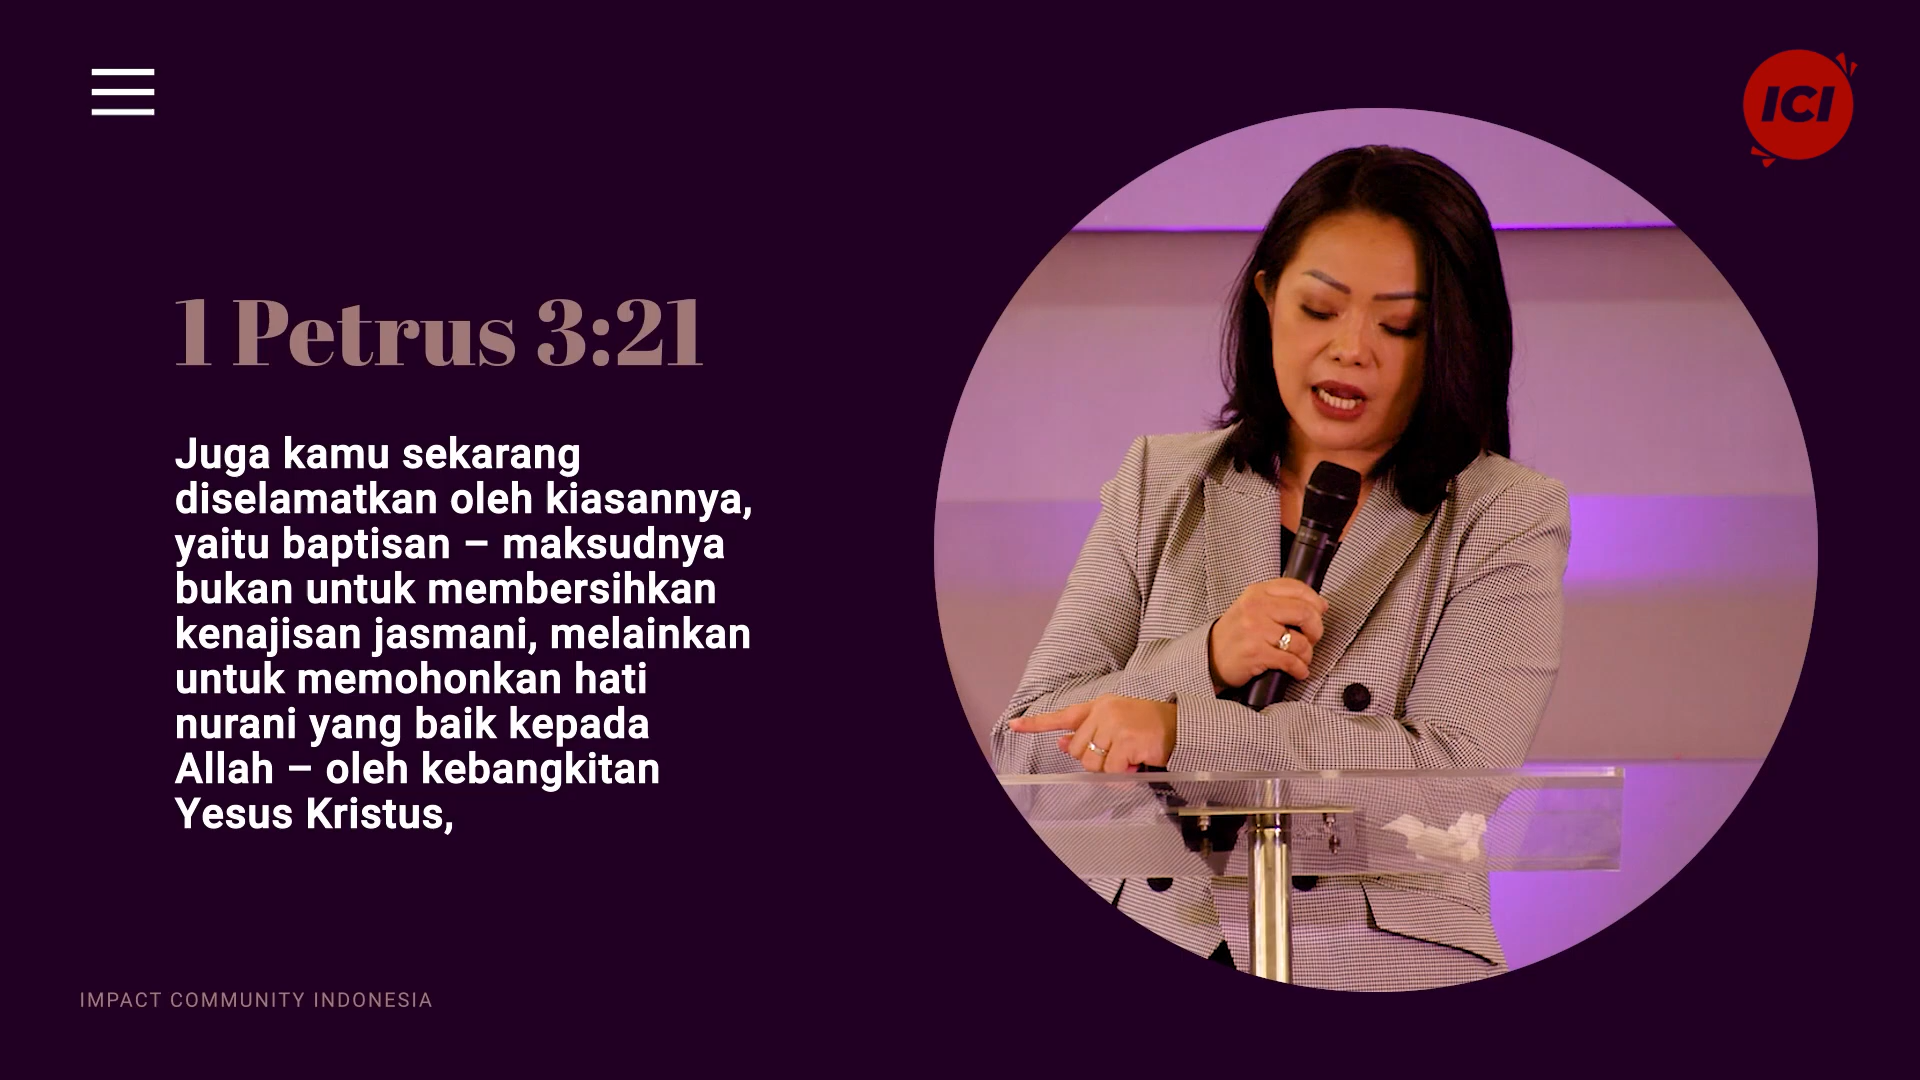 ICI
1 Petrus 3:21
Juga kamu sekarang
diselamatkan oleh kiasannya,
yaitu baptisan – maksudnya
bukan untuk membersihkan
kenajisan jasmani, melainkan
untuk memohonkan hati
nurani yang baik kepada
Allah – oleh kebangkitan
Yesus Kristus,
IMPACT COMMUNITY INDONESIA